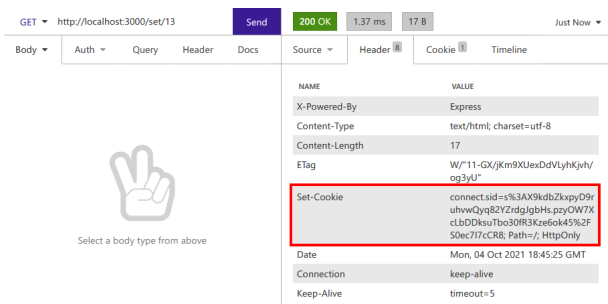 GET http://localhost:3000/set/13 Send 200 OK 1.37 ms 17 B Just Now
Body Auth Query Header Docs Source Header 8 Cookie 1 Timeline
NAME VALUE
X-Powered-By Express
Content-Type text/html; charset=utf-8
Content-Length 17
ETag W/"11-GX/jKm9XUexDdVLyhKjvh/
og3yU"
Set-Cookie connect.sid=s%3AX9kdbZkxpyD9r
uhvwQyq82YZrdgJgbHs.pzyOW7X
cLbDDksuTbo30fR3Kze6ok45%2F
S0ec7I7cCR8; Path=/; HttpOnly
Select a body type from above
Date Mon, 04 Oct 2021 18:45:25 GMT
Connection keep-alive
Keep-Alive timeout=5